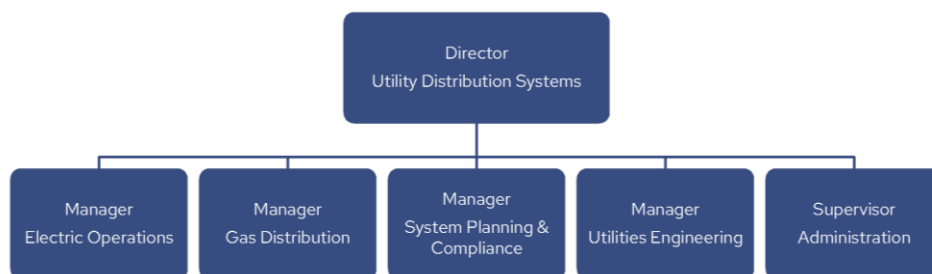 Director
Utility Distribution Systems
Manager
Electric Operations
Manager
Gas Distribution
Manager
System Planning &
Compliance
Manager
Utilities Engineering
Supervisor
Administration